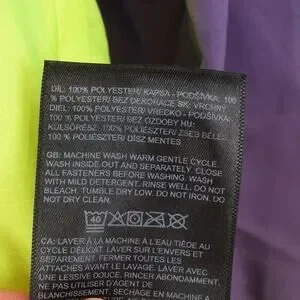 DÍL: 100% POLYESTER/ KAPSA - PODŠÍVKA: 100
% POLYESTER/ BEZ DEKORACE SK: VRCHNÝ
100% POLYESTER/ VRECKO - PODŠÍVKA:
100 % POLYESTER/ BEZ OZDOBY HU:
KÜLSŐRÉSZ: 100% POLIÉSZTER/ ZSEB BÉLÉS:
100 % POLIÉSZTER/ DÍSZ MENTES
GB: MACHINE WASH WARM GENTLE CYCLE.
WASH INSIDE OUT AND SEPARATELY. CLOSE
ALL FASTENERS BEFORE WASHING. WASH
WITH MILD DETERGENT, RINSE WELL. DO NOT
BLEACH. TUMBLE DRY LOW. DO NOT IRON. DO
NOT DRY CLEAN.
40
CA: LAVER À LA MACHINE À L'EAU TIÈDE AU
CYCLE DÉLICAT. LAVER SUR L'ENVERS ET
SÉPAREMENT. FERMER TOUTES LES
ATTACHES AVANT LE LAVAGE. LAVER AVEC
UNE LESSIVE DOUCE, RINCER ABONDAMMENT.
NE PAS UTILISER D'AGENT DE
BLANCHISSEMENT. SÉCHAGE EN MACHINE